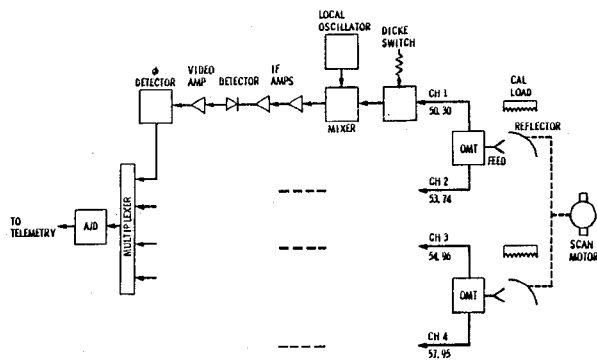 LOCAL
OSCILLATOR
DICKE
SWITCH
ϕ
DETECTOR
VIDEO
AMP
DETECTOR
IF
AMPS
MIXER
CH 1
50.30
CAL
LOAD
REFLECTOR
OMT
FEED
CH 2
53.74
TO
TELEMETRY
A/D
MULTIPLEXER
CH 3
54.96
SCAN
MOTOR
OMT
CH 4
57.95